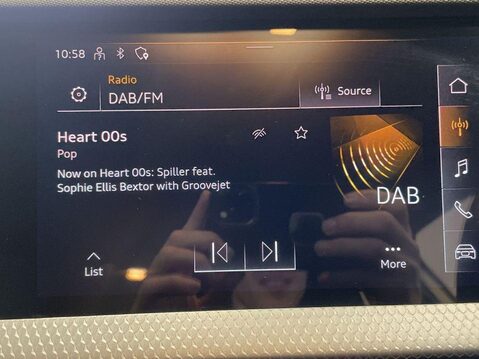 10:58
Radio
DAB/FM
Source
Heart 00s
Pop
Now on Heart 00s: Spiller feat.
Sophie Ellis Bextor with Groovejet
DAB
List
More